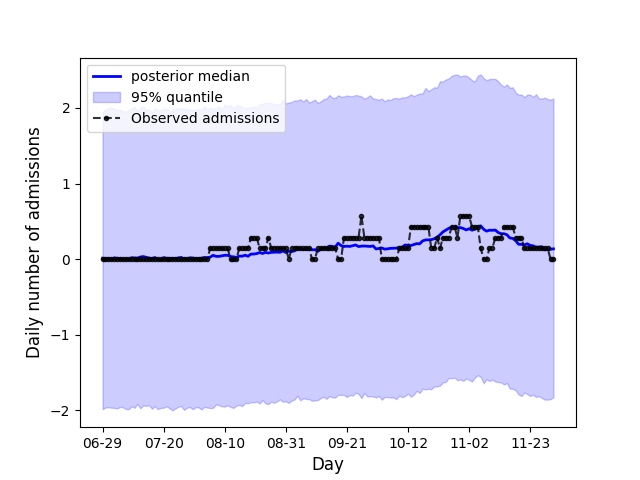 posterior median
95% quantile
Observed admissions
Daily number of admissions
2
1
0
−1
−2
06-29 07-20 08-10 08-31 09-21 10-12 11-02 11-23
Day